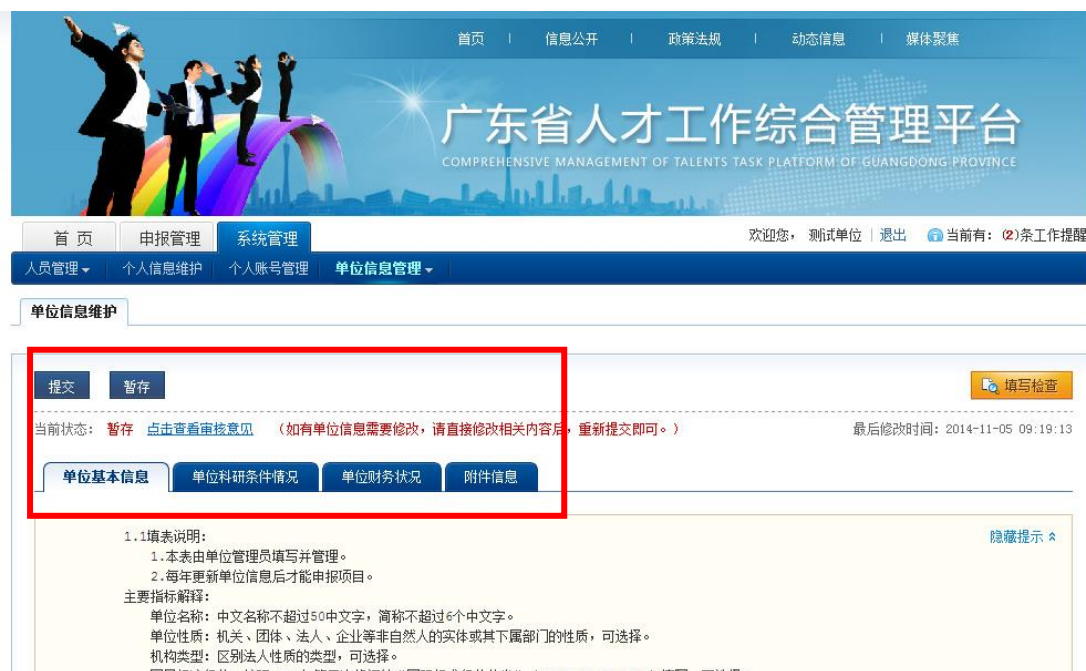 首页 | 信息公开 | 政策法规 | 动态信息 | 媒体聚焦
广东省人才工作综合管理平台
COMPREHENSIVE MANAGEMENT OF TALENTS TASK PLATFORM OF GUANGDONG PROVINCE
首 页 申报管理 系统管理 欢迎您， 测试单位 | 退出 当前有：(2)条工作提醒
人员管理 个人信息维护 个人账号管理 单位信息管理
单位信息维护
提交 暂存 填写检查
当前状态： 暂存 点击查看审核意见 （如有单位信息需要修改，请直接修改相关内容后，重新提交即可。） 最后修改时间：2014-11-05 09:19:13
单位基本信息 单位科研条件情况 单位财务状况 附件信息
1.1填表说明： 隐藏提示
1.本表由单位管理员填写并管理。
2.每年更新单位信息后才能申报项目。
主要指标解释：
单位名称：中文名称不超过50中文字，简称不超过6个中文字。
单位性质：机关、团体、法人、企业等非自然人的实体或其下属部门的性质，可选择。
机构类型：区别法人性质的类型，可选择。